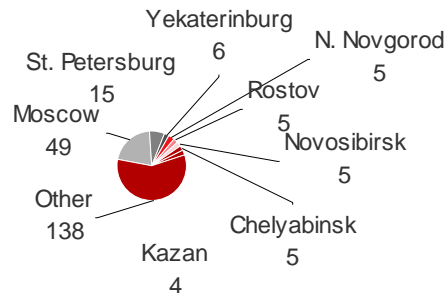 Yekaterinburg
6
N. Novgorod
5
St. Petersburg
15
Rostov
5
Moscow
49
Novosibirsk
5
Other
138
Chelyabinsk
5
Kazan
4